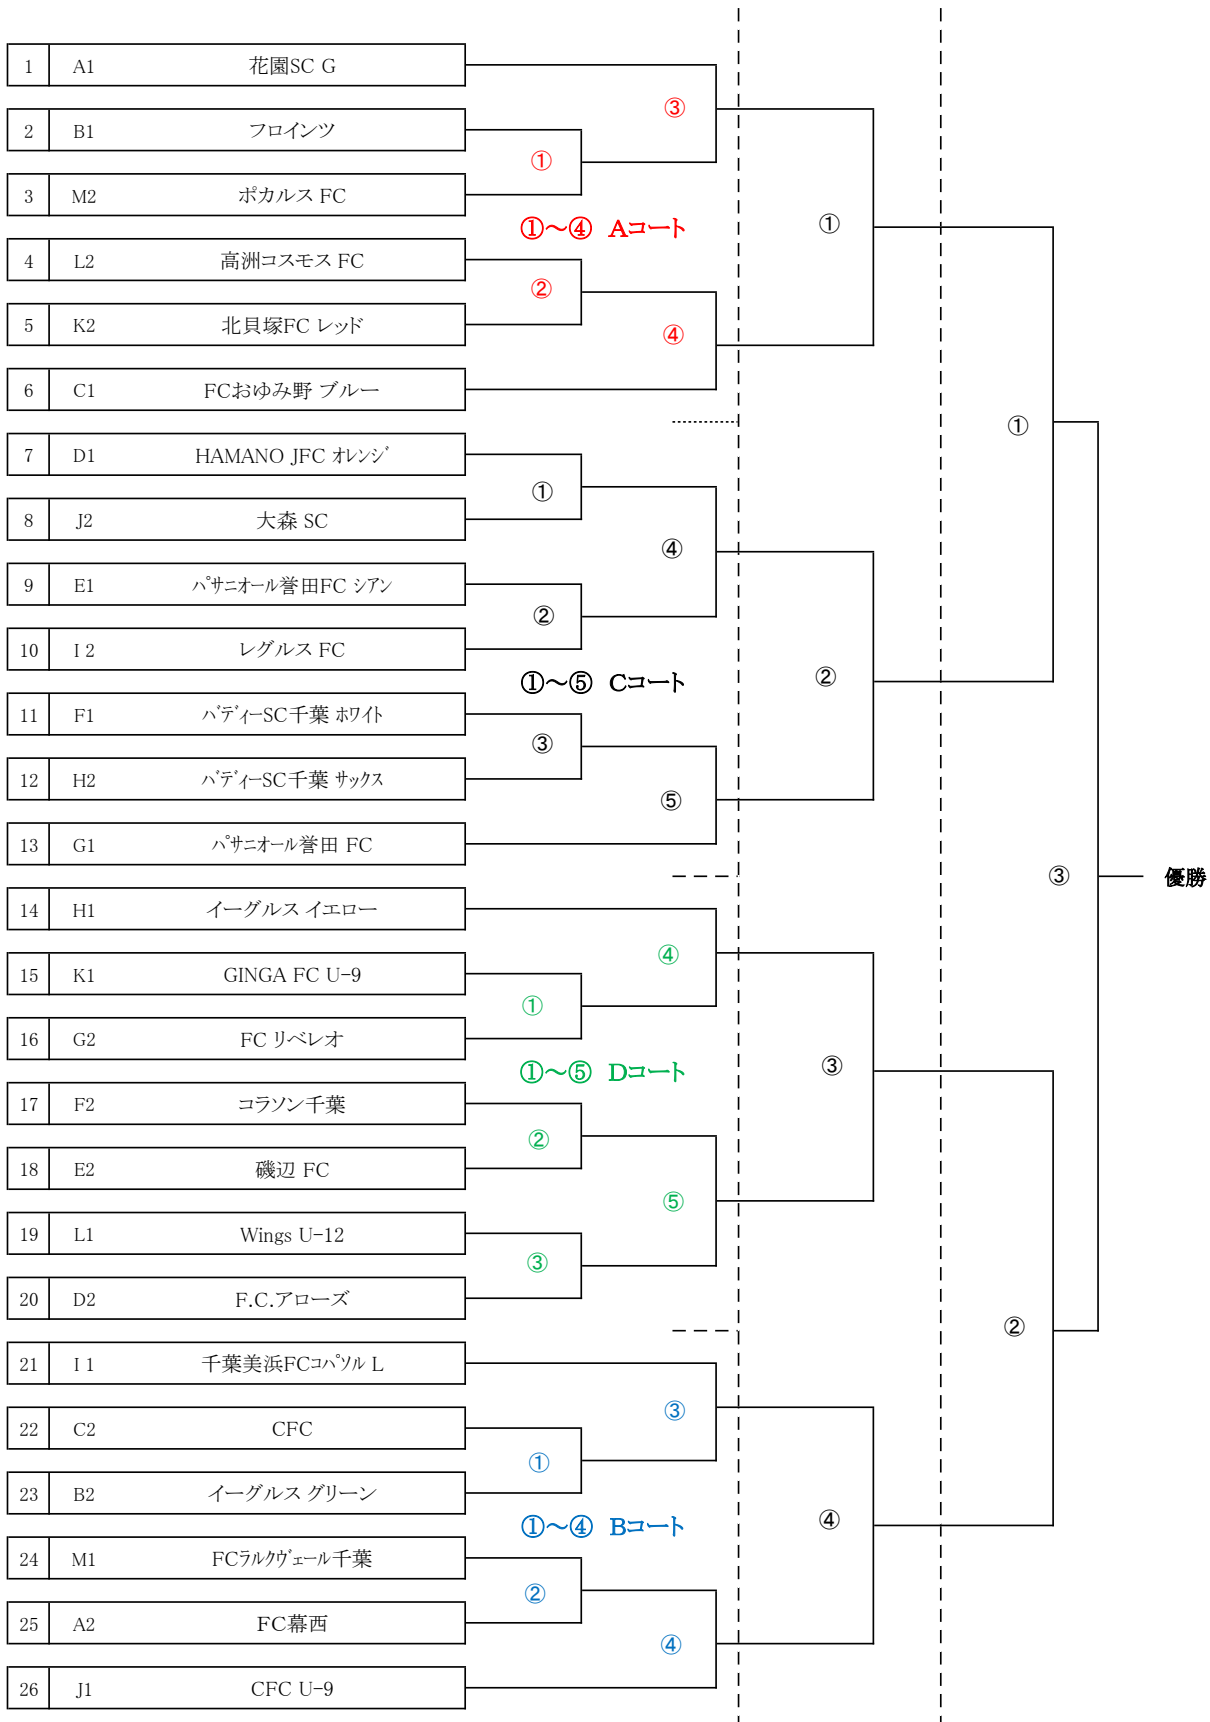 1 A1 花園SC G
③
2 B1 フロインツ
①
3 M2 ポカルス FC
①～④ Aコート
①
4 L2 高洲コスモス FC
②
5 K2 北貝塚FC レッド
④
6 C1 FCおゆみ野 ブルー
①
7 D1 HAMANO JFC ｵﾚﾝｼﾞ
①
8 J2 大森 SC
④
9 E1 ﾊﾟｻﾆｵｰﾙ誉田FC ｼｱﾝ
②
10 I 2 レグルス FC
①～⑤ Cコート
②
11 F1 ﾊﾞﾃﾞｨｰSC千葉 ﾎﾜｲﾄ
③
12 H2 ﾊﾞﾃﾞｨｰSC千葉 ｻｯｸｽ
⑤
13 G1 ﾊﾟｻﾆｵｰﾙ誉田 FC
③ 優勝
14 H1 イーグルス イエロー
④
15 K1 GINGA FC U-9
①
16 G2 FC リベレオ
①～⑤ Dコート
③
17 F2 コラソン千葉
②
18 E2 磯辺 FC
⑤
19 L1 Wings U-12
③
20 D2 F.C.アローズ
②
21 I 1 千葉美浜FCｺﾊﾟｿﾙ L
③
22 C2 CFC
①
23 B2 イーグルス グリーン
①～④ Bコート
④
24 M1 FCﾗﾙｸｳﾞｪｰﾙ千葉
②
25 A2 FC幕西
④
26 J1 CFC U-9